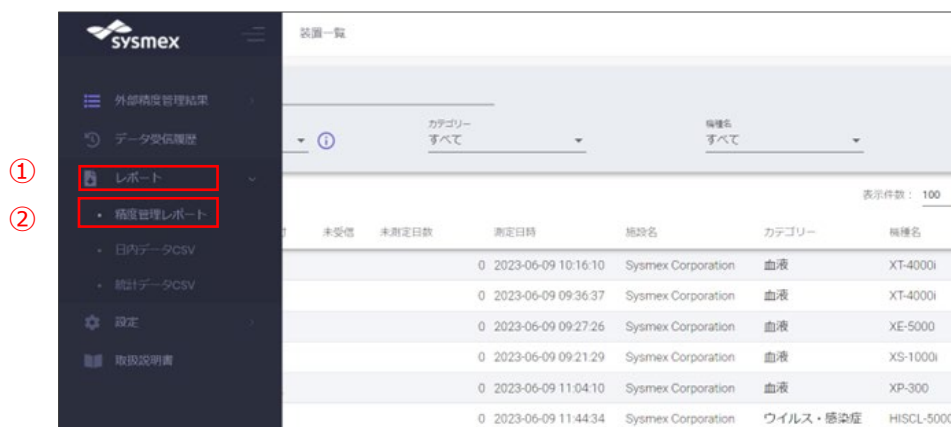 sysmex
装置一覧
外部精度管理結果
データ受信履歴
カテゴリー
すべて
機種名
すべて
①
レポート
表示件数： 100
②
精度管理レポート
未受信 未測定日数 測定日時 施設名 カテゴリー 機種名
日内データCSV
0 2023-06-09 10:16:10 Sysmex Corporation 血液 XT-4000i
統計データCSV
0 2023-06-09 09:36:37 Sysmex Corporation 血液 XT-4000i
設定
0 2023-06-09 09:27:26 Sysmex Corporation 血液 XE-5000
取扱説明書
0 2023-06-09 09:21:29 Sysmex Corporation 血液 XS-1000i
0 2023-06-09 11:04:10 Sysmex Corporation 血液 XP-300
0 2023-06-09 11:44:34 Sysmex Corporation ウイルス・感染症 HISCL-5000